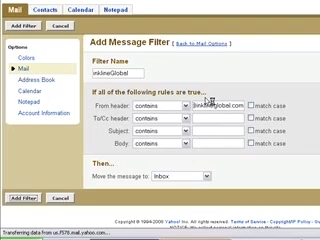 Mail Contacts Calendar Notepad
Add Filter Cancel
Options
Colors
Mail
Address Book
Calendar
Notepad
Account Information
Add Message Filter [ Back to Mail Options ]
Filter Name
inklineGlobal
If all of the following rules are true...
From header: contains @inklineglobal.com match case
To/Cc header: contains match case
Subject: contains match case
Body: contains match case
Then...
Move the message to: Inbox
Add Filter Cancel
Copyright © 1994-2006 Yahoo! Inc. All rights reserved. Terms of Service - Copyright/IP Policy
Transferring data from us.f578.mail.yahoo.com...